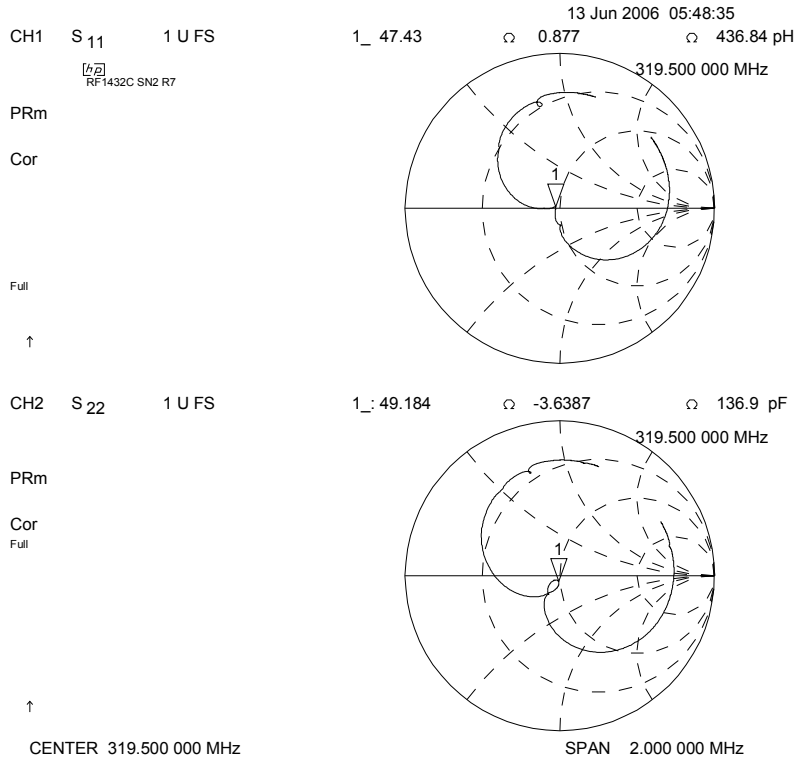 13 Jun 2006 05:48:35
CH1 S 11 1 U FS 1_ 47.43 Ω 0.877 Ω 436.84 pH
hp
319.500 000 MHz
RF1432C SN2 R7
PRm
Cor
1
Full
↑
CH2 S 22 1 U FS 1_: 49.184 Ω -3.6387 Ω 136.9 pF
319.500 000 MHz
PRm
Cor
Full
1
↑
CENTER 319.500 000 MHz SPAN 2.000 000 MHz